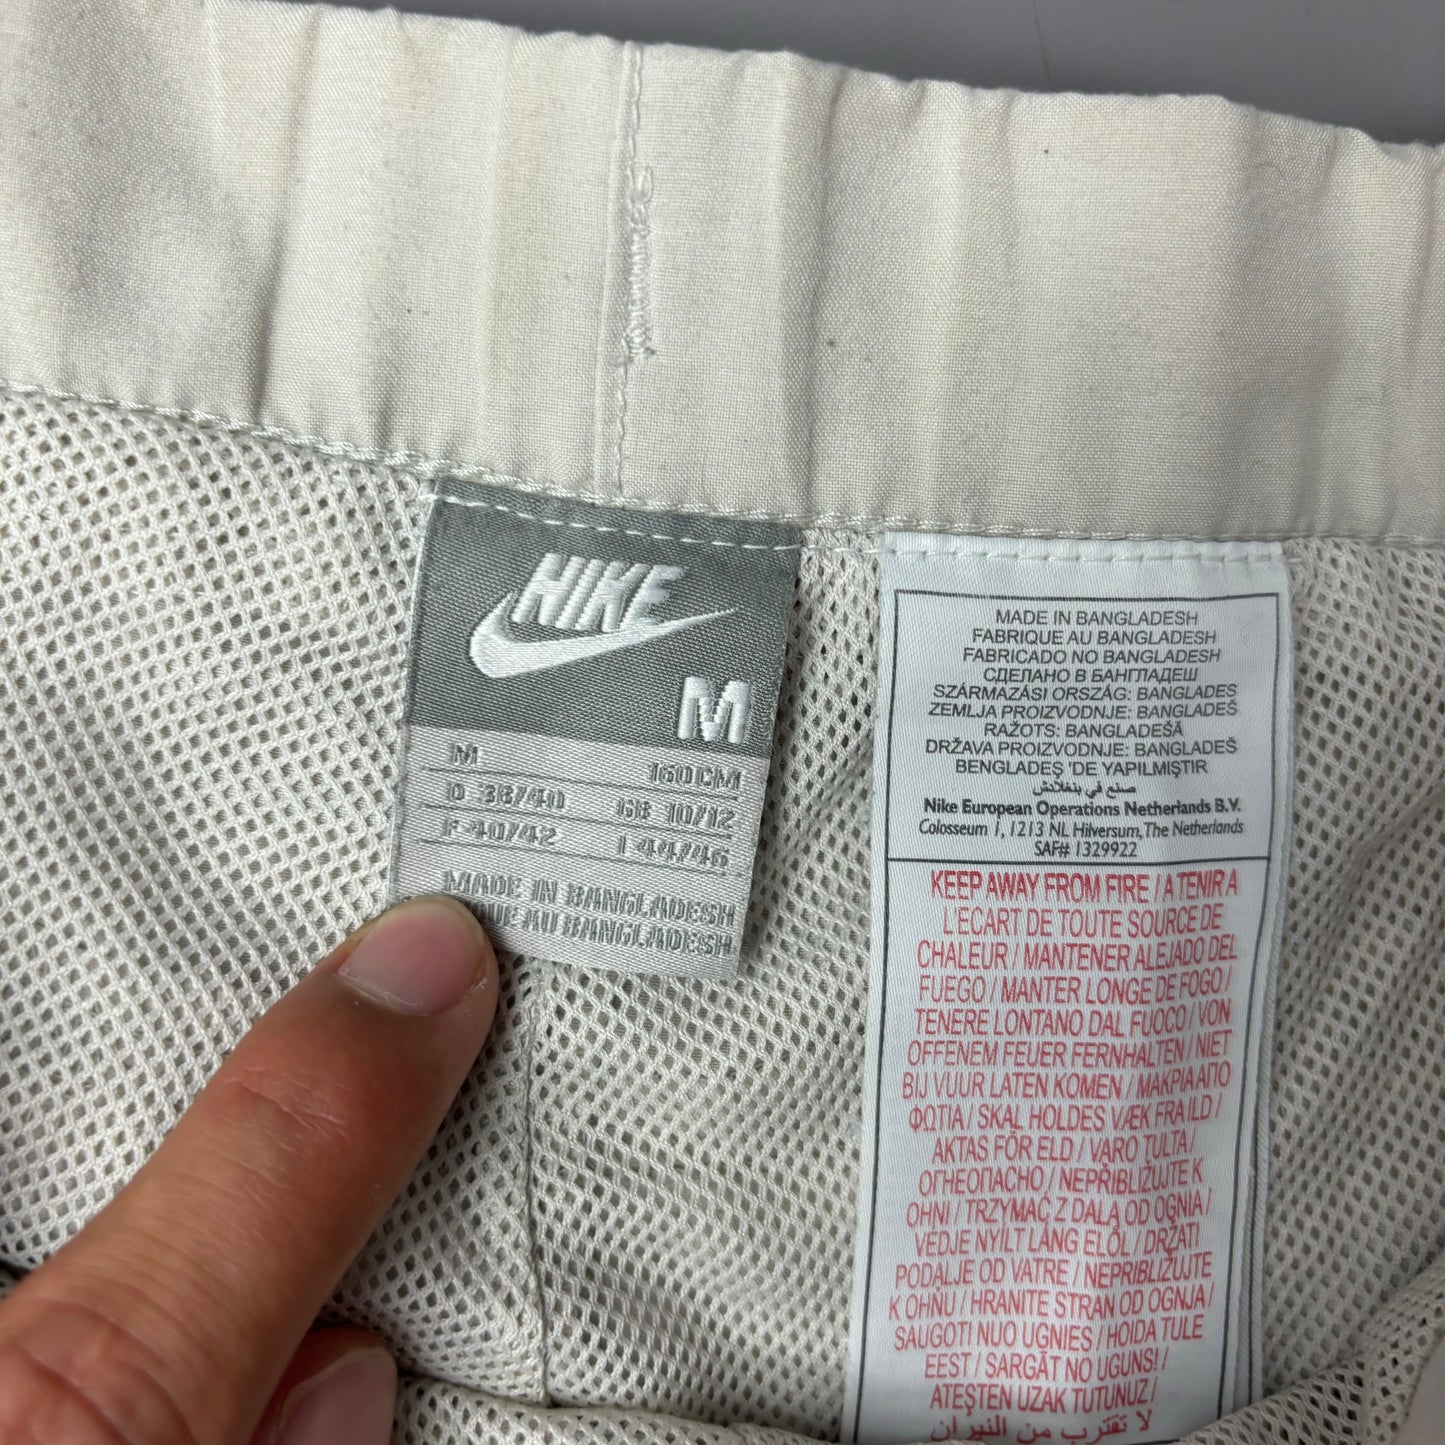 NIKE
M
M 160CM
D 38/40 GB 10/12
F 40/42 I 44/46
MADE IN BANGLADESH
QUE AU BANGLADESH
MADE IN BANGLADESH
FABRIQUE AU BANGLADESH
FABRICADO NO BANGLADESH
СДЕЛАНО В БАНГЛАДЕШ
SZÁRMAZÁSI ORSZÁG: BANGLADES
ZEMLJA PROIZVODNJE: BANGLADEŠ
RAŽOTS: BANGLADEŠĀ
DRŽAVA PROIZVODNJE: BANGLADEŠ
BENGLADEŞ 'DE YAPILMIŞTIR
صنع في بنغلادش
Nike European Operations Netherlands B.V.
Colosseum 1, 1213 NL Hilversum, The Netherlands
SAF# 1329922
KEEP AWAY FROM FIRE / A TENIR A
L'ECART DE TOUTE SOURCE DE
CHALEUR / MANTENER ALEJADO DEL
FUEGO / MANTER LONGE DE FOGO /
TENERE LONTANO DAL FUOCO / VON
OFFENEM FEUER FERNHALTEN / NIET
BIJ VUUR LATEN KOMEN / ΜΑΚΡΙΑ ΑΠΟ
ΦΩΤΙΑ / SKAL HOLDES VÆK FRA ILD /
AKTAS FÖR ELD / VARO TULTA /
ОГНЕОПАСНО / NEPŘIBLIŽUJTE K
OHNI / TRZYMAĆ Z DALA OD OGNIA /
VEDJE NYÍLT LÁNG ELŐL / DRŽATI
PODALJE OD VATRE / NEPRIBLIŽUJTE
K OHŇU / HRANITE STRAN OD OGNJA /
SAUGOTI NUO UGNIES / HOIDA TULE
EEST / SARGĀT NO UGUNS! /
ATEŞTEN UZAK TUTUNUZ /
لا تقترب من النيران